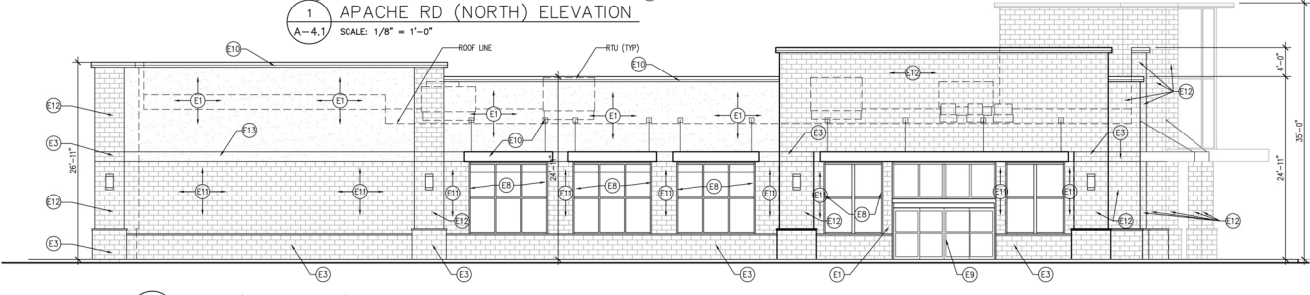 1
A-4.1
APACHE RD (NORTH) ELEVATION
SCALE: 1/8" = 1'-0"
ROOF LINE
RTU (TYP)
E10
E10
E12
E1
E1
E1
E1
E1
E12
E12
E13
E10
E3
E3
E3
26'-11"
24'-11"
4'-0"
35'-0"
24'-11"
E11
E11
E11
E8
E11
E8
E11
E8
E11
E11
E8
E11
E11
E12
E12
E12
E12
E12
E3
E3
E3
E3
E1
E9
E3